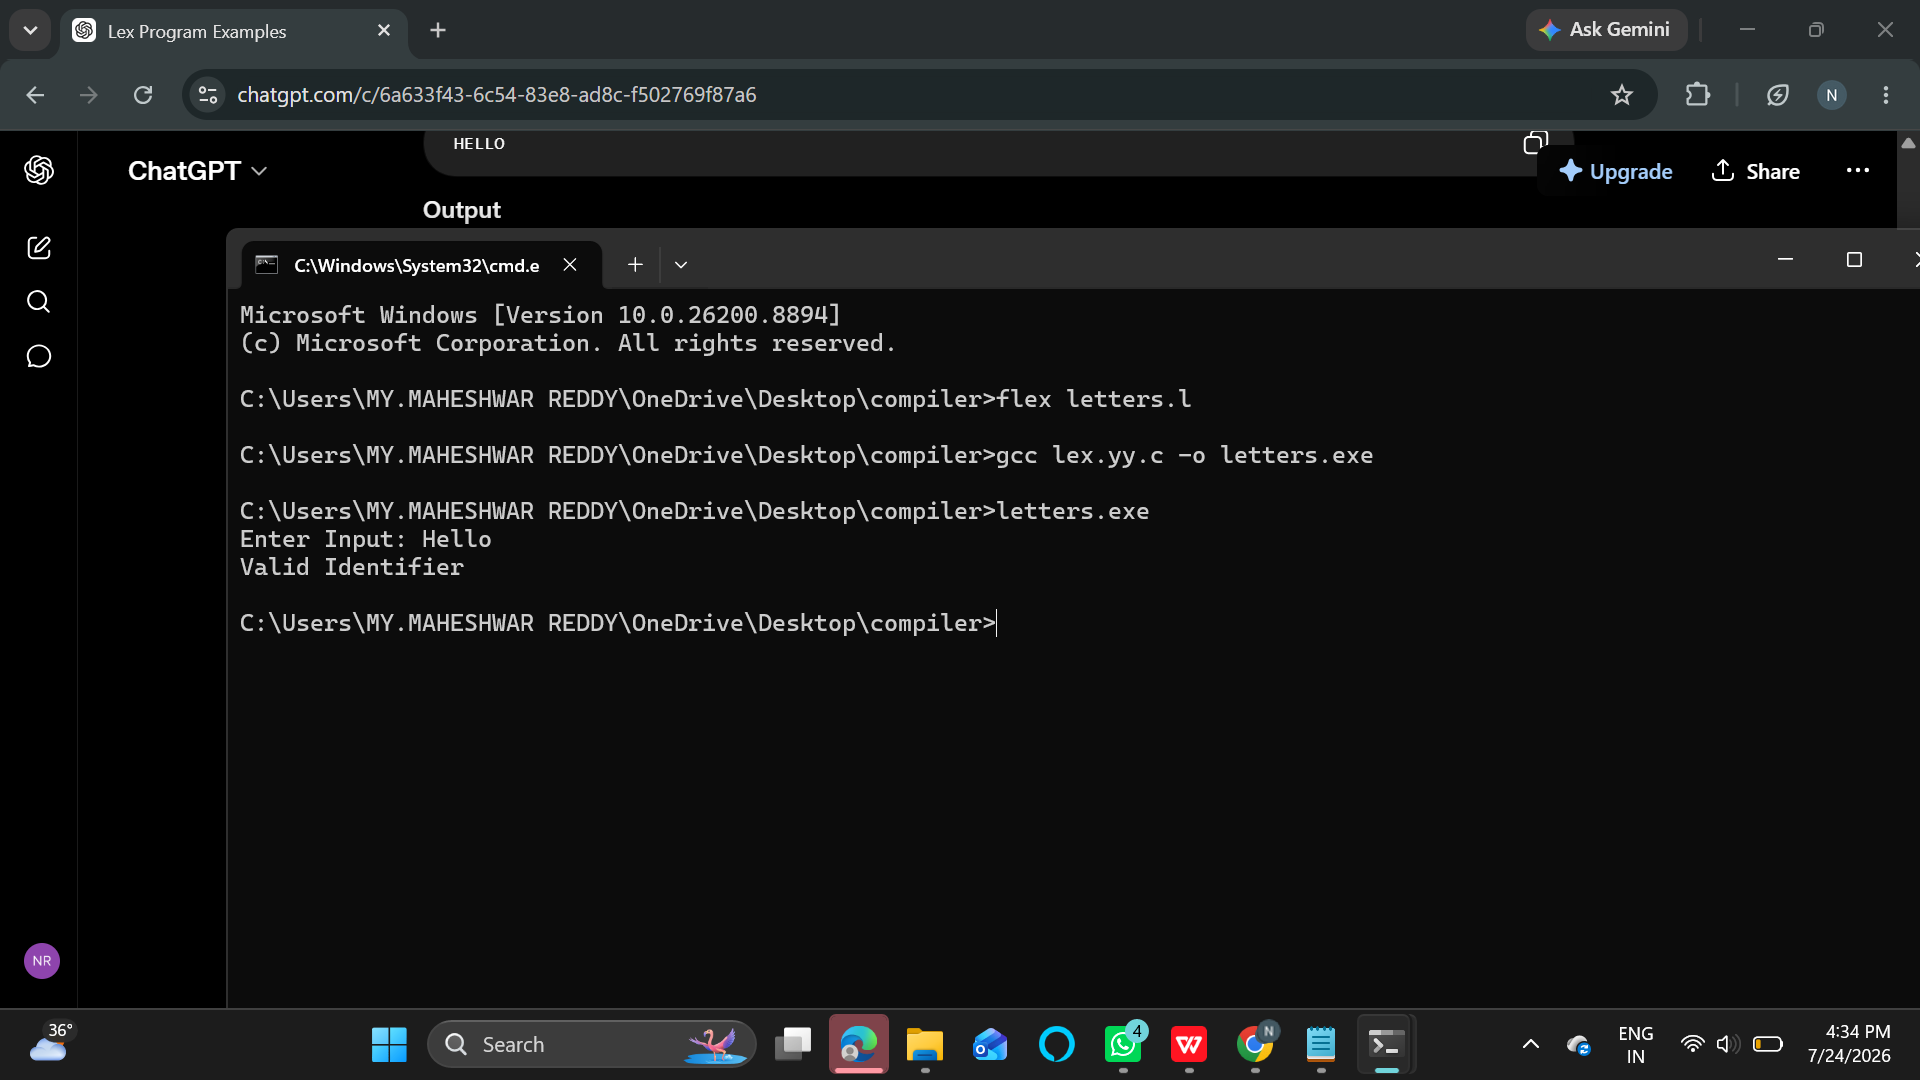 Lex Program Examples
Ask Gemini
chatgpt.com/c/6a633f43-6c54-83e8-ad8c-f502769f87a6
N
HELLO
ChatGPT
Upgrade
Share
Output
C:\Windows\System32\cmd.e
Microsoft Windows [Version 10.0.26200.8894]
(c) Microsoft Corporation. All rights reserved.
C:\Users\MY.MAHESHWAR REDDY\OneDrive\Desktop\compiler>flex letters.l
C:\Users\MY.MAHESHWAR REDDY\OneDrive\Desktop\compiler>gcc lex.yy.c -o letters.exe
C:\Users\MY.MAHESHWAR REDDY\OneDrive\Desktop\compiler>letters.exe
Enter Input: Hello
Valid Identifier
C:\Users\MY.MAHESHWAR REDDY\OneDrive\Desktop\compiler>
NR
36°
Search
4
W
N
ENG
IN
4:34 PM
7/24/2026